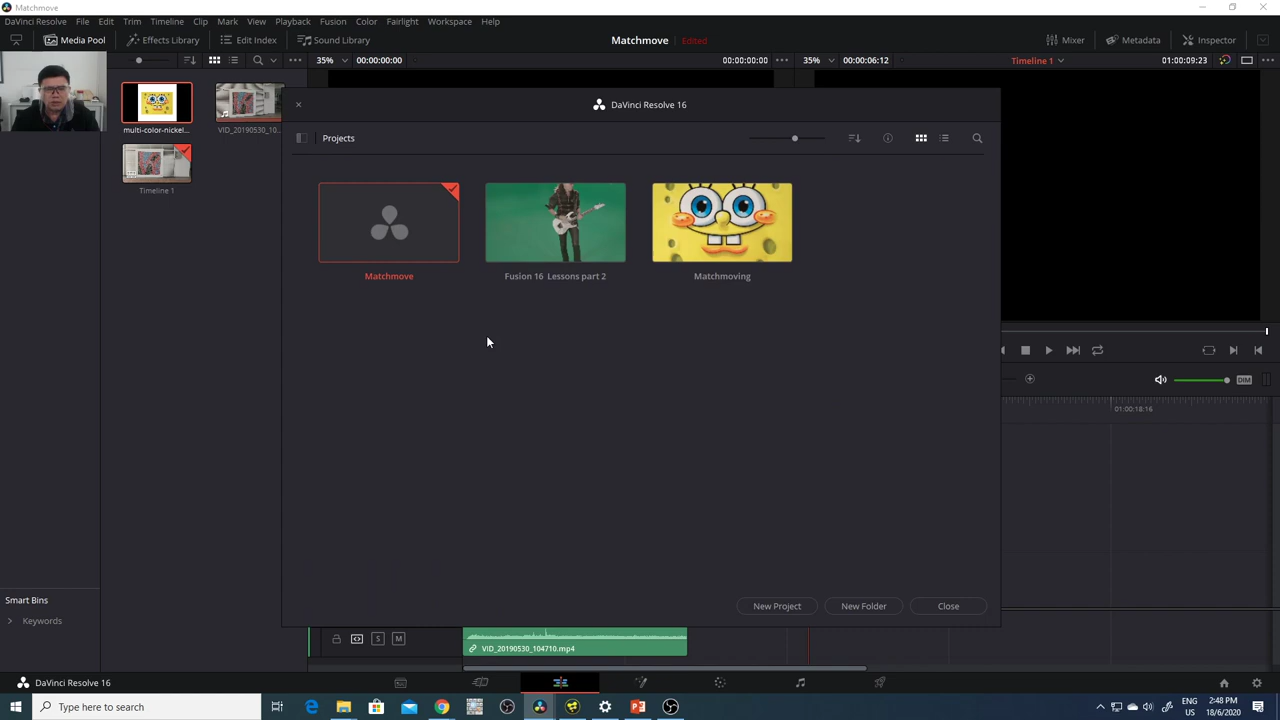 Matchmove
DaVinci Resolve File Edit Trim Timeline Clip Mark View Playback Fusion Color Fairlight Workspace Help
Media Pool Effects Library Edit Index Sound Library Matchmove Edited Mixer Metadata Inspector
35% 00:00:00:00 00:00:00:00 35% 00:00:06:12 Timeline 1 01:00:09:23
DaVinci Resolve 16
multi-color-nickel... VID_20190530_10...
Projects
Timeline 1
Matchmove Fusion 16 Lessons part 2 Matchmoving
DIM
01:00:18:16
Smart Bins
Keywords
New Project New Folder Close
S M
VID_20190530_104710.mp4
DaVinci Resolve 16
Type here to search
ENG
US
2:48 PM
18/6/2020